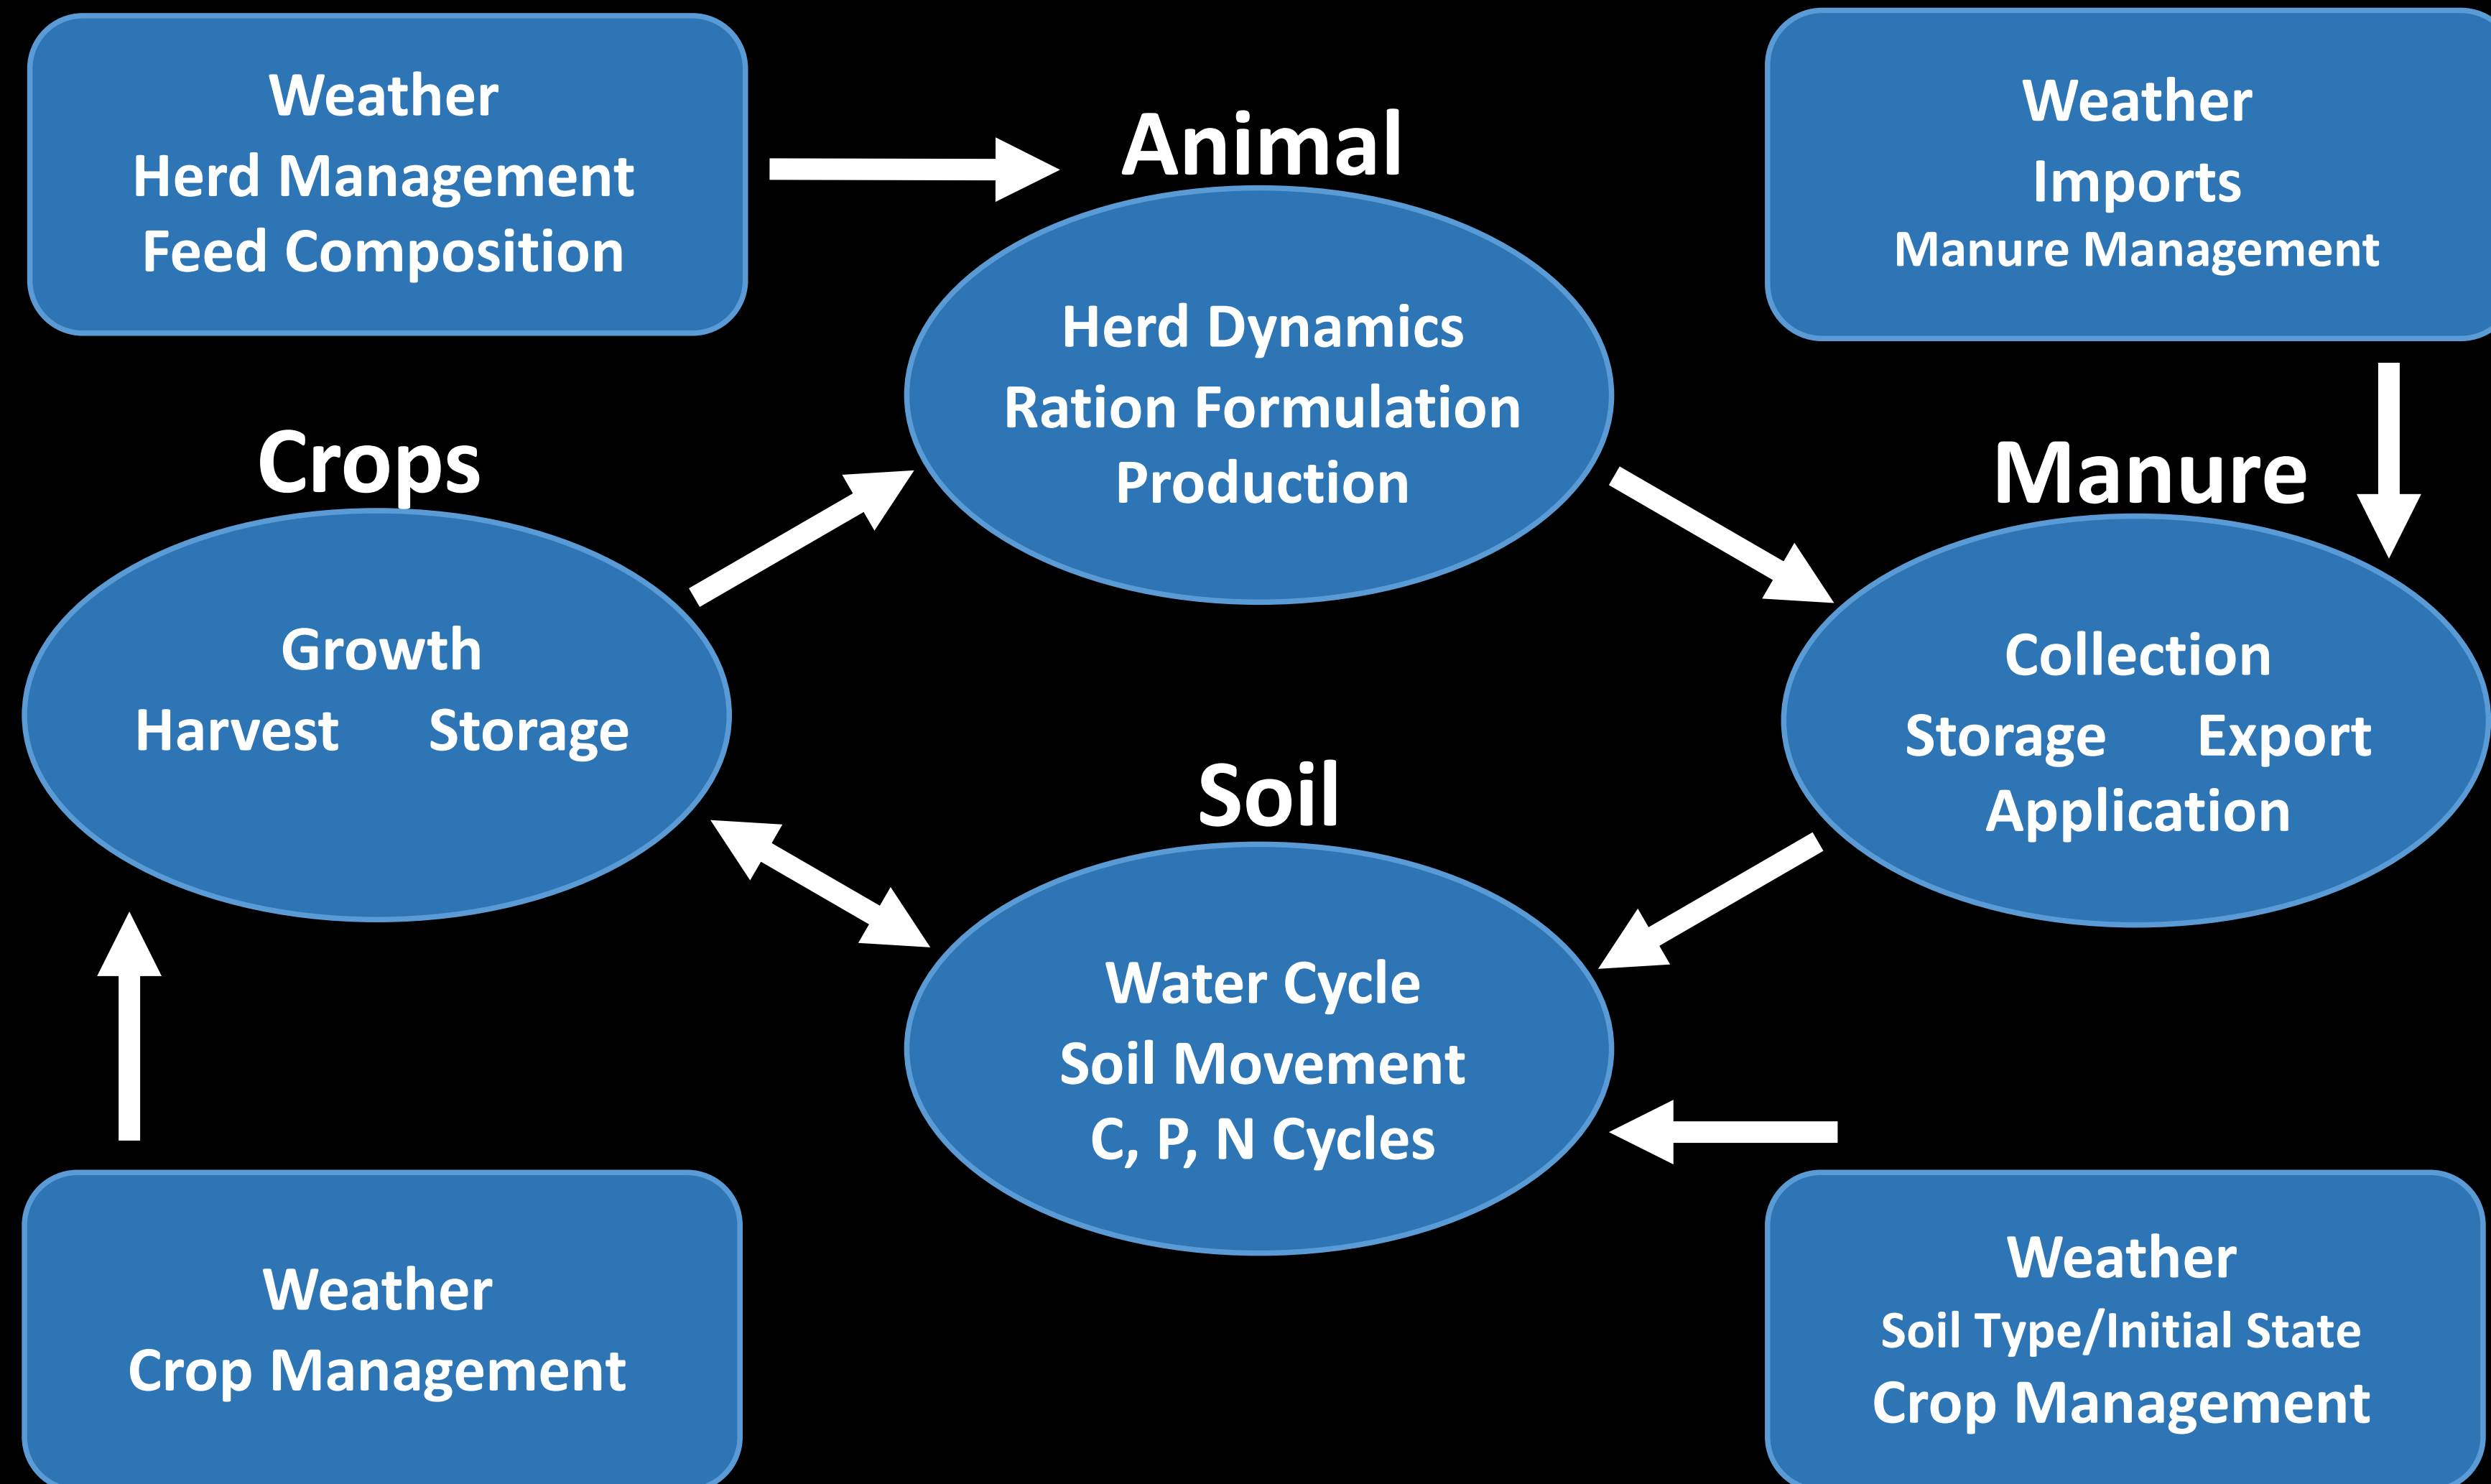 Weather
Herd Management
Feed Composition
Animal
Herd Dynamics
Ration Formulation
Production
Weather
Imports
Manure Management
Crops
Growth
Harvest Storage
Manure
Collection
Storage Export
Application
Soil
Water Cycle
Soil Movement
C, P, N Cycles
Weather
Crop Management
Weather
Soil Type/Initial State
Crop Management